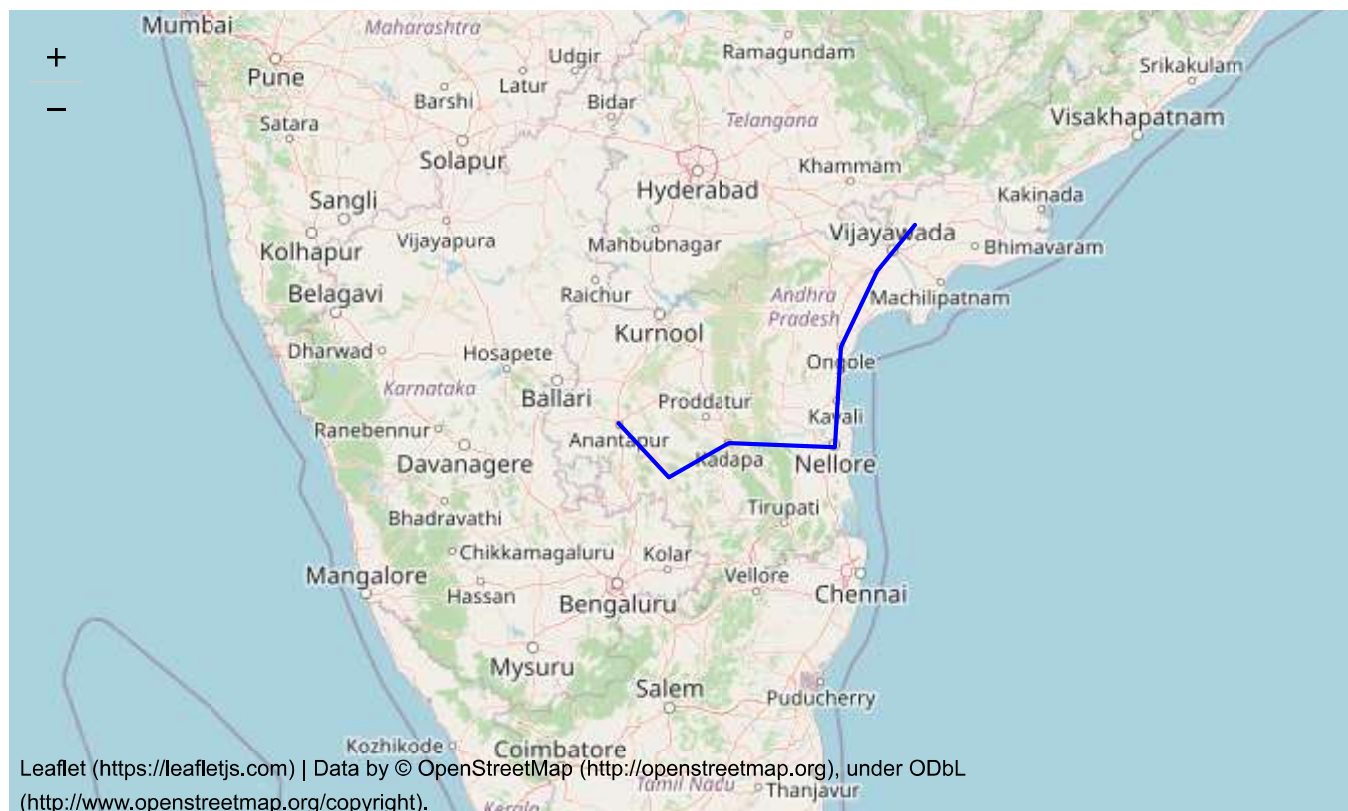 Mumbai
Maharashtra
Udgir
Ramagundam
+
Pune
Latur
Srikakulam
Barshi
Bidar
−
Satara
Telangana
Visakhapatnam
Solapur
Khammam
Hyderabad
Sangli
Kakinada
Kolhapur
Vijayapura
Mahbubnagar
Vijayawada
Bhimavaram
Belagavi
Raichur
Andhra
Pradesh
Machilipatnam
Kurnool
Dharwad
Hosapete
Ongole
Karnataka
Ballari
Proddatur
Kavali
Ranebennur
Anantapur
Davanagere
Kadapa
Nellore
Bhadravathi
Tirupati
Chikkamagaluru
Kolar
Mangalore
Hassan
Bengaluru
Vellore
Chennai
Mysuru
Salem
Puducherry
Kozhikode
Coimbatore
Leaflet (https://leafletjs.com) | Data by © OpenStreetMap (http://openstreetmap.org), under ODbL
(http://www.openstreetmap.org/copyright).
Kerala
Tamil Nadu
Thanjavur